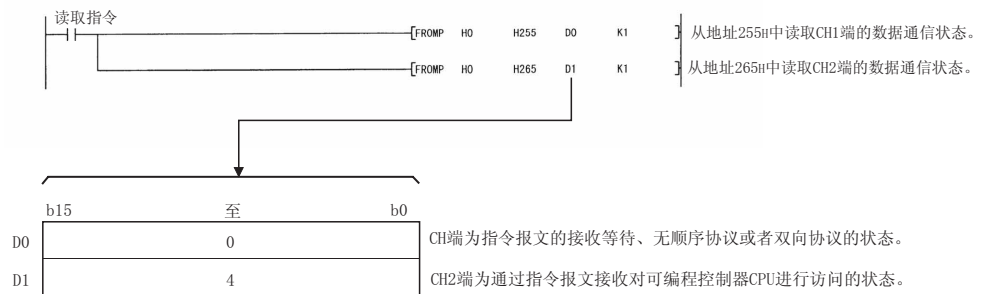 读取指令
FROMP H0 H255 D0 K1 从地址255H中读取CH1端的数据通信状态。
FROMP H0 H265 D1 K1 从地址265H中读取CH2端的数据通信状态。
b15 至 b0
D0 0 CH端为指令报文的接收等待、无顺序协议或者双向协议的状态。
D1 4 CH2端为通过指令报文接收对可编程控制器CPU进行访问的状态。